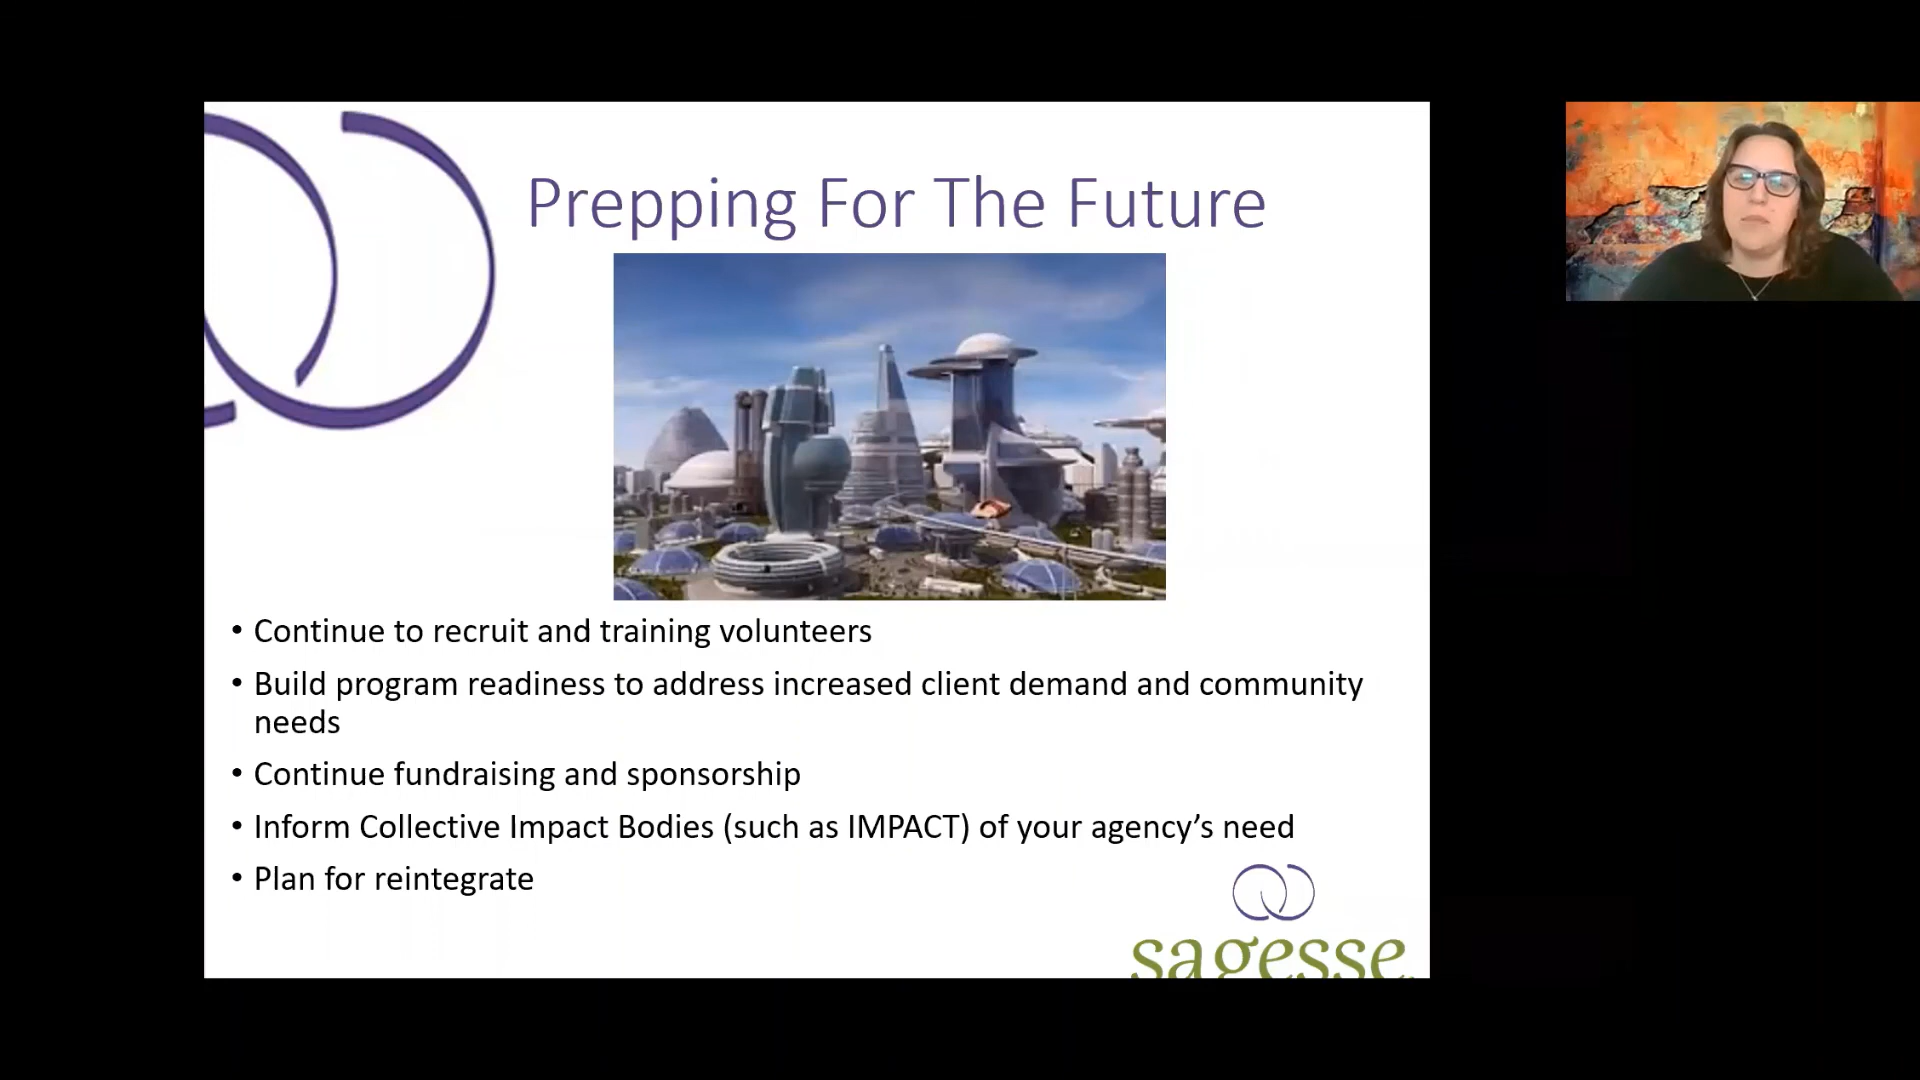 Prepping For The Future
• Continue to recruit and training volunteers
• Build program readiness to address increased client demand and community
needs
• Continue fundraising and sponsorship
• Inform Collective Impact Bodies (such as IMPACT) of your agency’s need
• Plan for reintegrate
sagesse